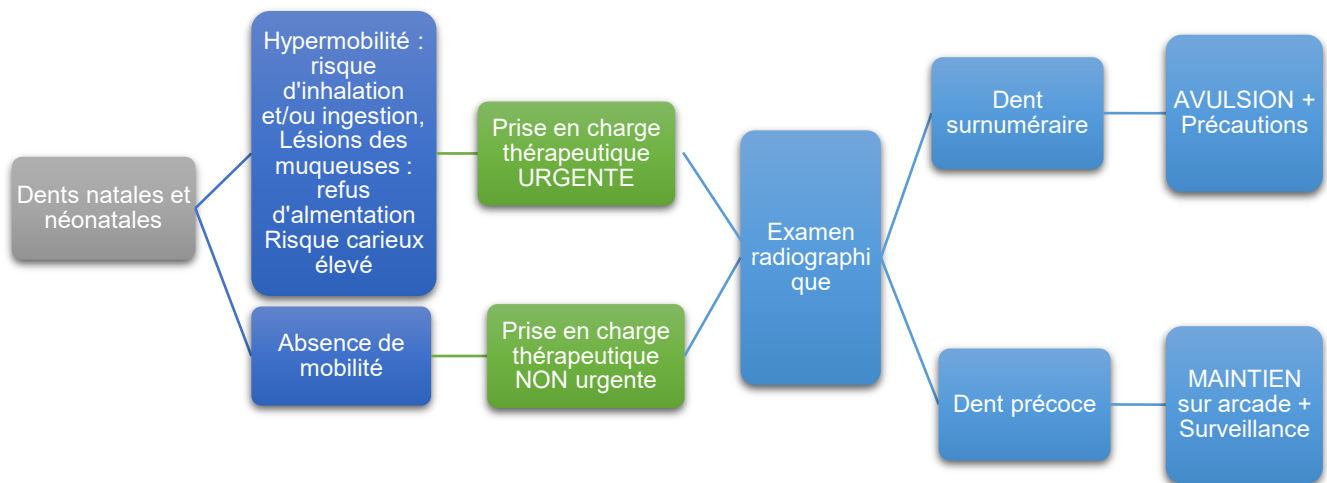 Dents natales et
néonatales
Hypermobilité :
risque
d'inhalation
et/ou ingestion,
Lésions des
muqueuses :
refus
d'almentation
Risque carieux
élevé
Absence de
mobilité
Prise en charge
thérapeutique
URGENTE
Prise en charge
thérapeutique
NON urgente
Examen
radiographi
que
Dent
surnuméraire
Dent précoce
AVULSION +
Précautions
MAINTIEN
sur arcade +
Surveillance